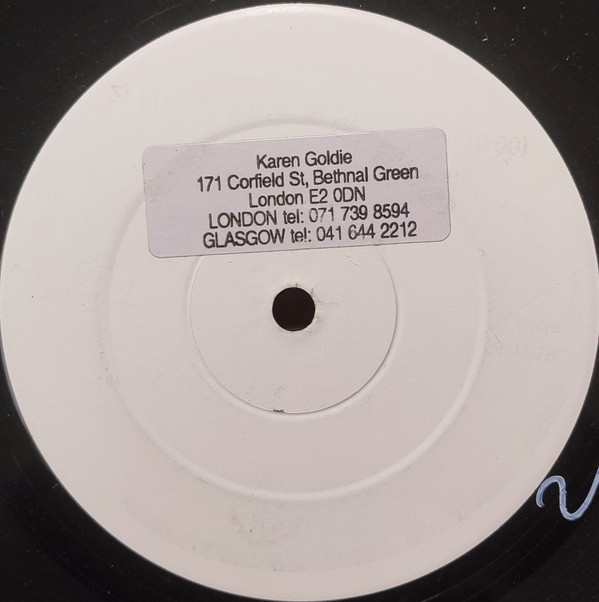 Karen Goldie
171 Corfield St, Bethnal Green
London E2 0DN
LONDON tel: 071 739 8594
GLASGOW tel: 041 644 2212
2